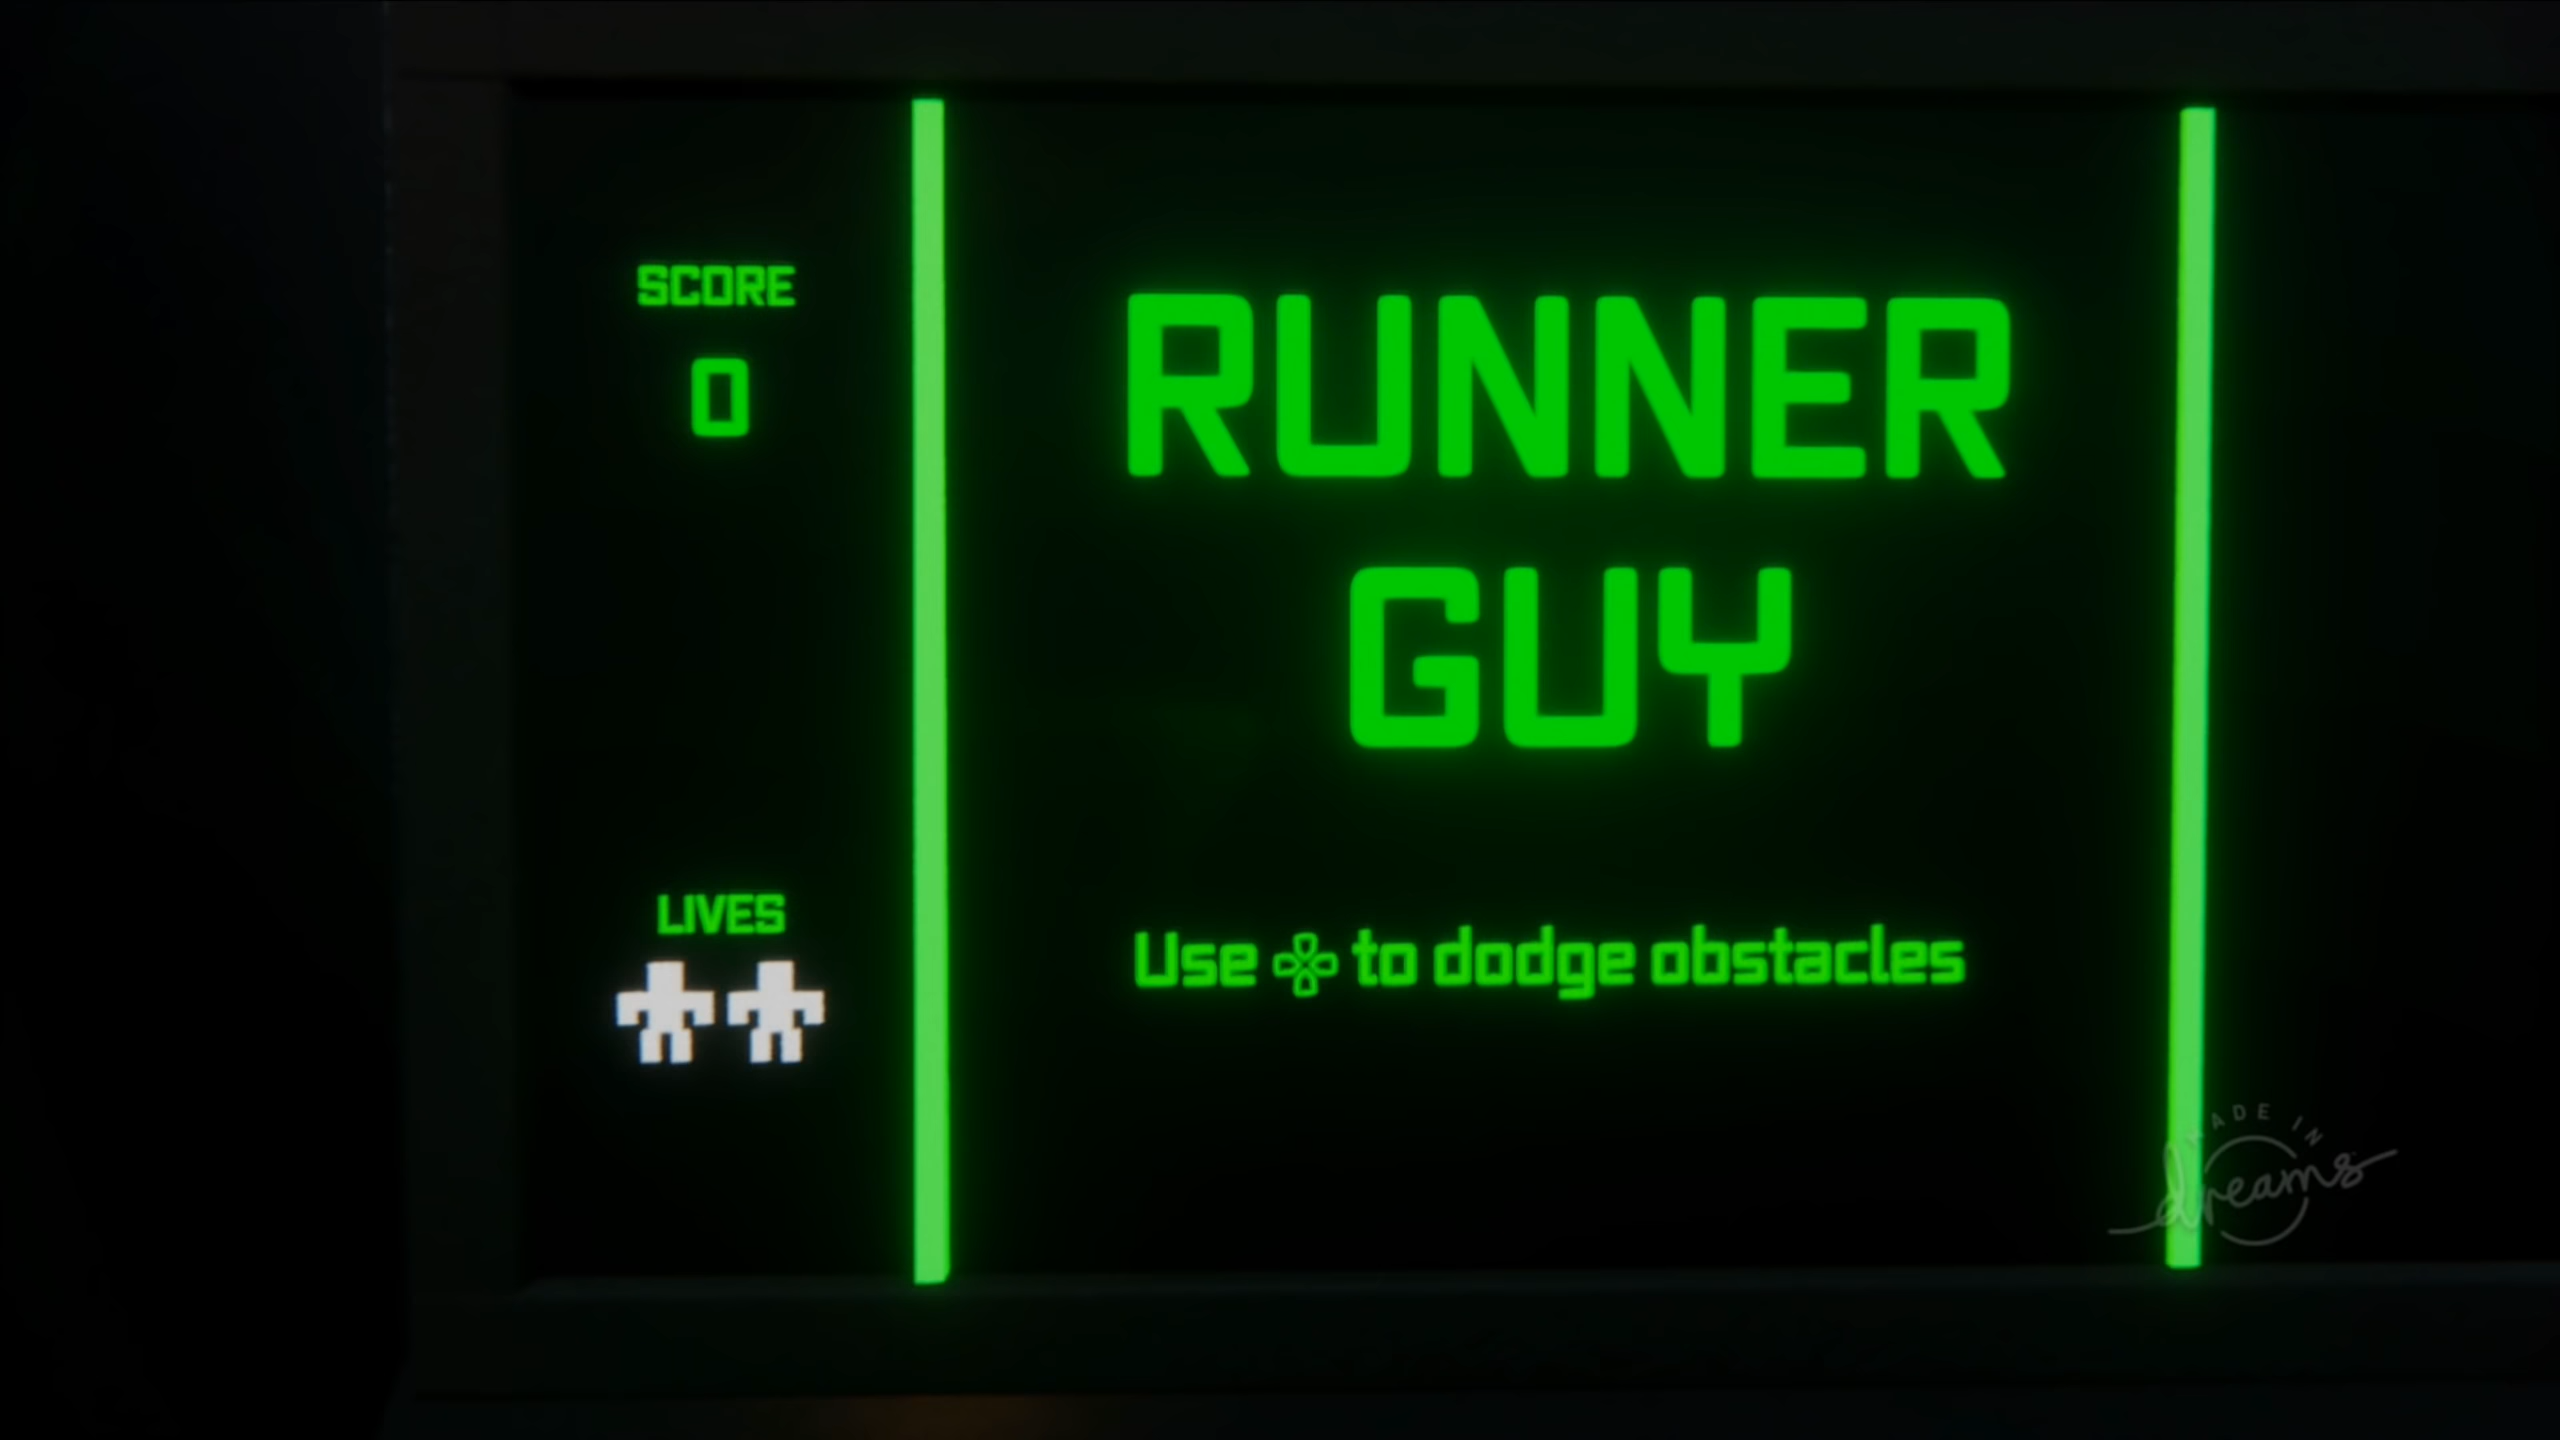 SCORE
0
RUNNER
GUY
LIVES
Use to dodge obstacles
MADE IN
dreams